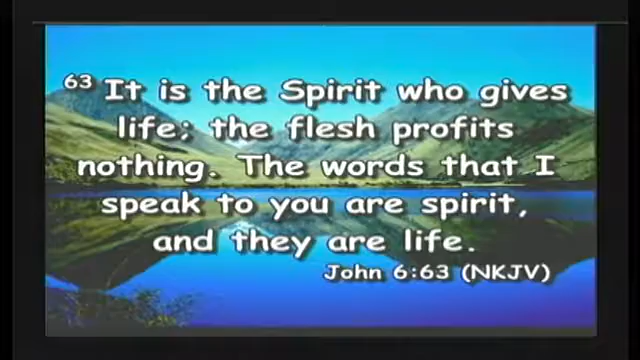 63 It is the Spirit who gives
life; the flesh profits
nothing. The words that I
speak to you are spirit,
and they are life.
John 6:63 (NKJV)